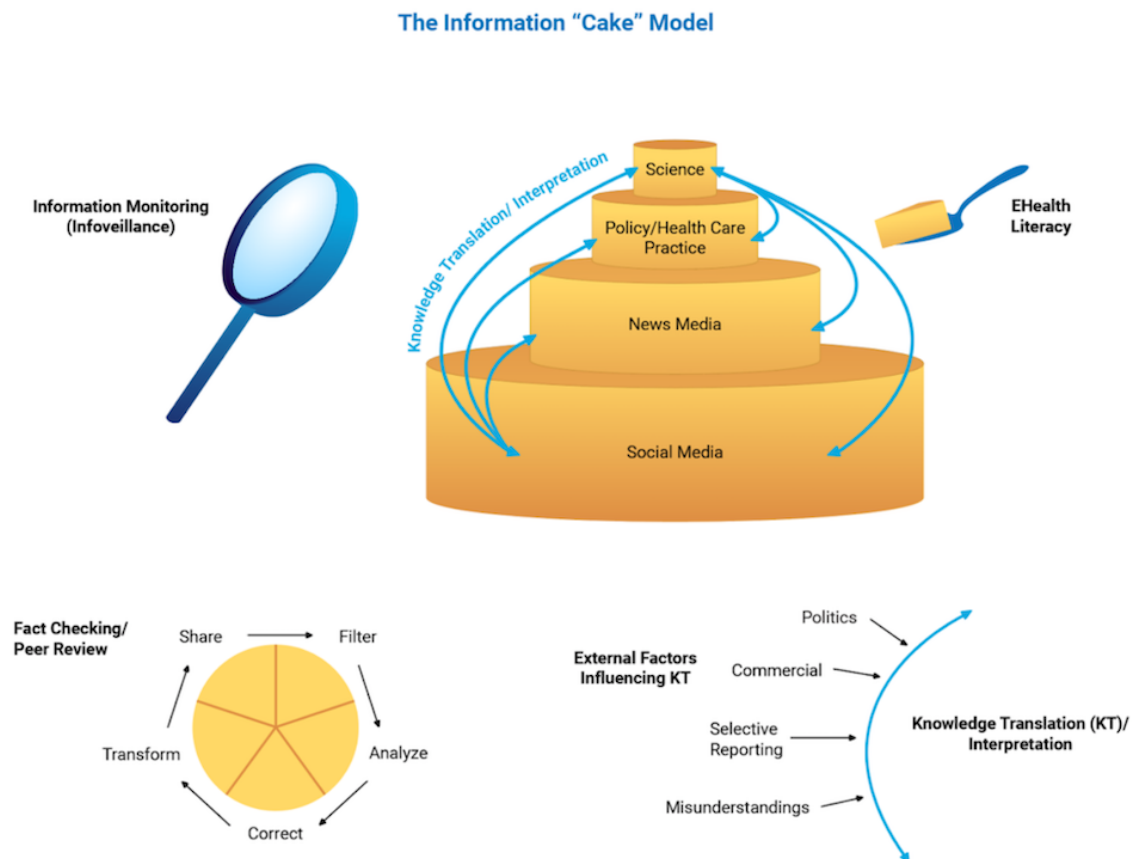 The Information “Cake” Model
Information Monitoring
(Infoveillance)
Knowledge Translation/ Interpretation
Science
Policy/Health Care
Practice
News Media
Social Media
EHealth
Literacy
Fact Checking/
Peer Review
Share
Filter
Analyze
Correct
Transform
External Factors
Influencing KT
Politics
Commercial
Selective
Reporting
Misunderstandings
Knowledge Translation (KT)/
Interpretation